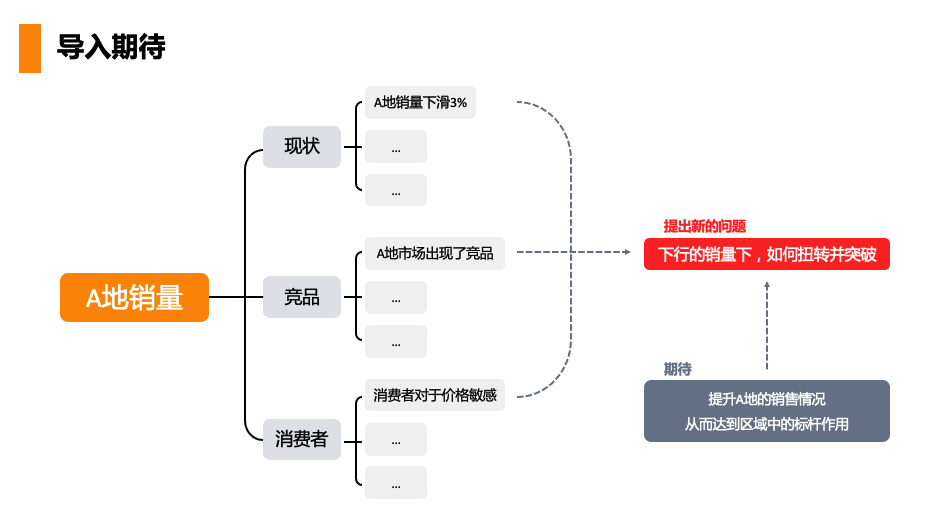 导入期待
A地销量
现状
A地销量下滑3%
...
...
竞品
A地市场出现了竞品
...
...
消费者
消费者对于价格敏感
...
...
提出新的问题
下行的销量下，如何扭转并突破
期待
提升A地的销售情况
从而达到区域中的标杆作用